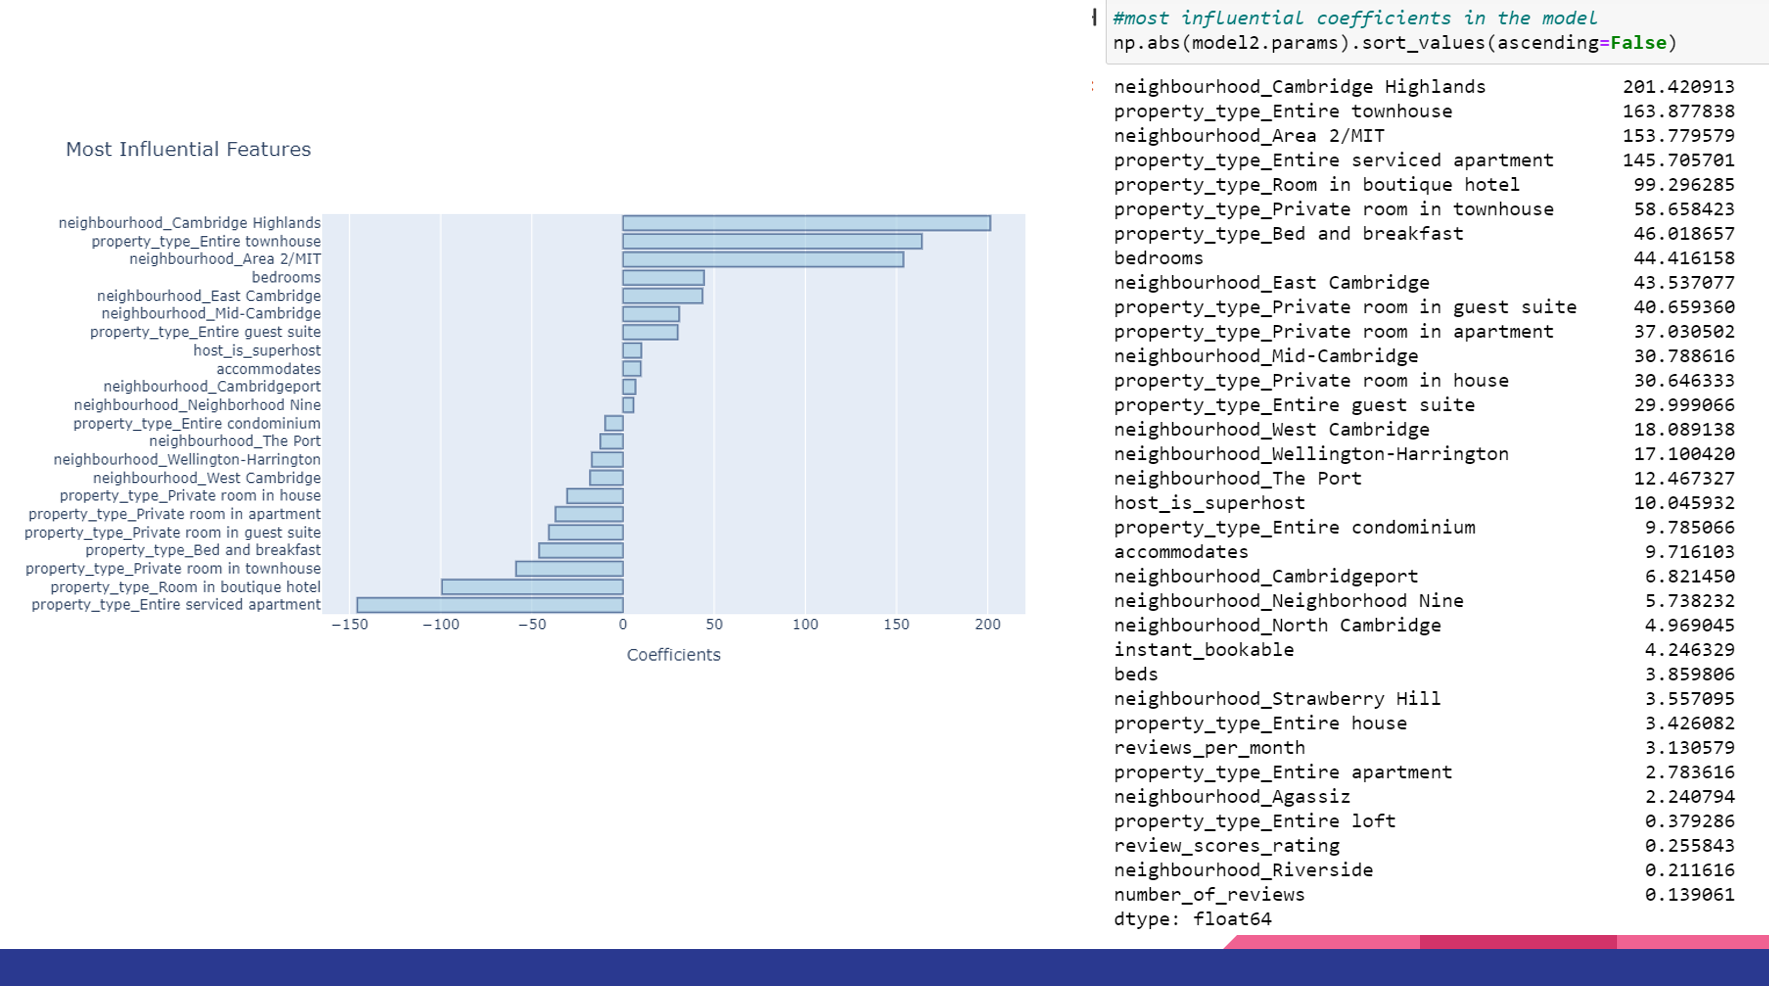 Most Influential Features
neighbourhood_Cambridge Highlands
property_type_Entire townhouse
neighbourhood_Area 2/MIT
bedrooms
neighbourhood_East Cambridge
neighbourhood_Mid-Cambridge
property_type_Entire guest suite
host_is_superhost
accommodates
neighbourhood_Cambridgeport
neighbourhood_Neighborhood Nine
property_type_Entire condominium
neighbourhood_The Port
neighbourhood_Wellington-Harrington
neighbourhood_West Cambridge
property_type_Private room in house
property_type_Private room in apartment
property_type_Private room in guest suite
property_type_Bed and breakfast
property_type_Private room in townhouse
property_type_Room in boutique hotel
property_type_Entire serviced apartment
−150 −100 −50 0 50 100 150 200
Coefficients
#most influential coefficients in the model
np.abs(model2.params).sort_values(ascending=False)
neighbourhood_Cambridge Highlands 201.420913
property_type_Entire townhouse 163.877838
neighbourhood_Area 2/MIT 153.779579
property_type_Entire serviced apartment 145.705701
property_type_Room in boutique hotel 99.296285
property_type_Private room in townhouse 58.658423
property_type_Bed and breakfast 46.018657
bedrooms 44.416158
neighbourhood_East Cambridge 43.537077
property_type_Private room in guest suite 40.659360
property_type_Private room in apartment 37.030502
neighbourhood_Mid-Cambridge 30.788616
property_type_Private room in house 30.646333
property_type_Entire guest suite 29.999066
neighbourhood_West Cambridge 18.089138
neighbourhood_Wellington-Harrington 17.100420
neighbourhood_The Port 12.467327
host_is_superhost 10.045932
property_type_Entire condominium 9.785066
accommodates 9.716103
neighbourhood_Cambridgeport 6.821450
neighbourhood_Neighborhood Nine 5.738232
neighbourhood_North Cambridge 4.969045
instant_bookable 4.246329
beds 3.859806
neighbourhood_Strawberry Hill 3.557095
property_type_Entire house 3.426082
reviews_per_month 3.130579
property_type_Entire apartment 2.783616
neighbourhood_Agassiz 2.240794
property_type_Entire loft 0.379286
review_scores_rating 0.255843
neighbourhood_Riverside 0.211616
number_of_reviews 0.139061
dtype: float64